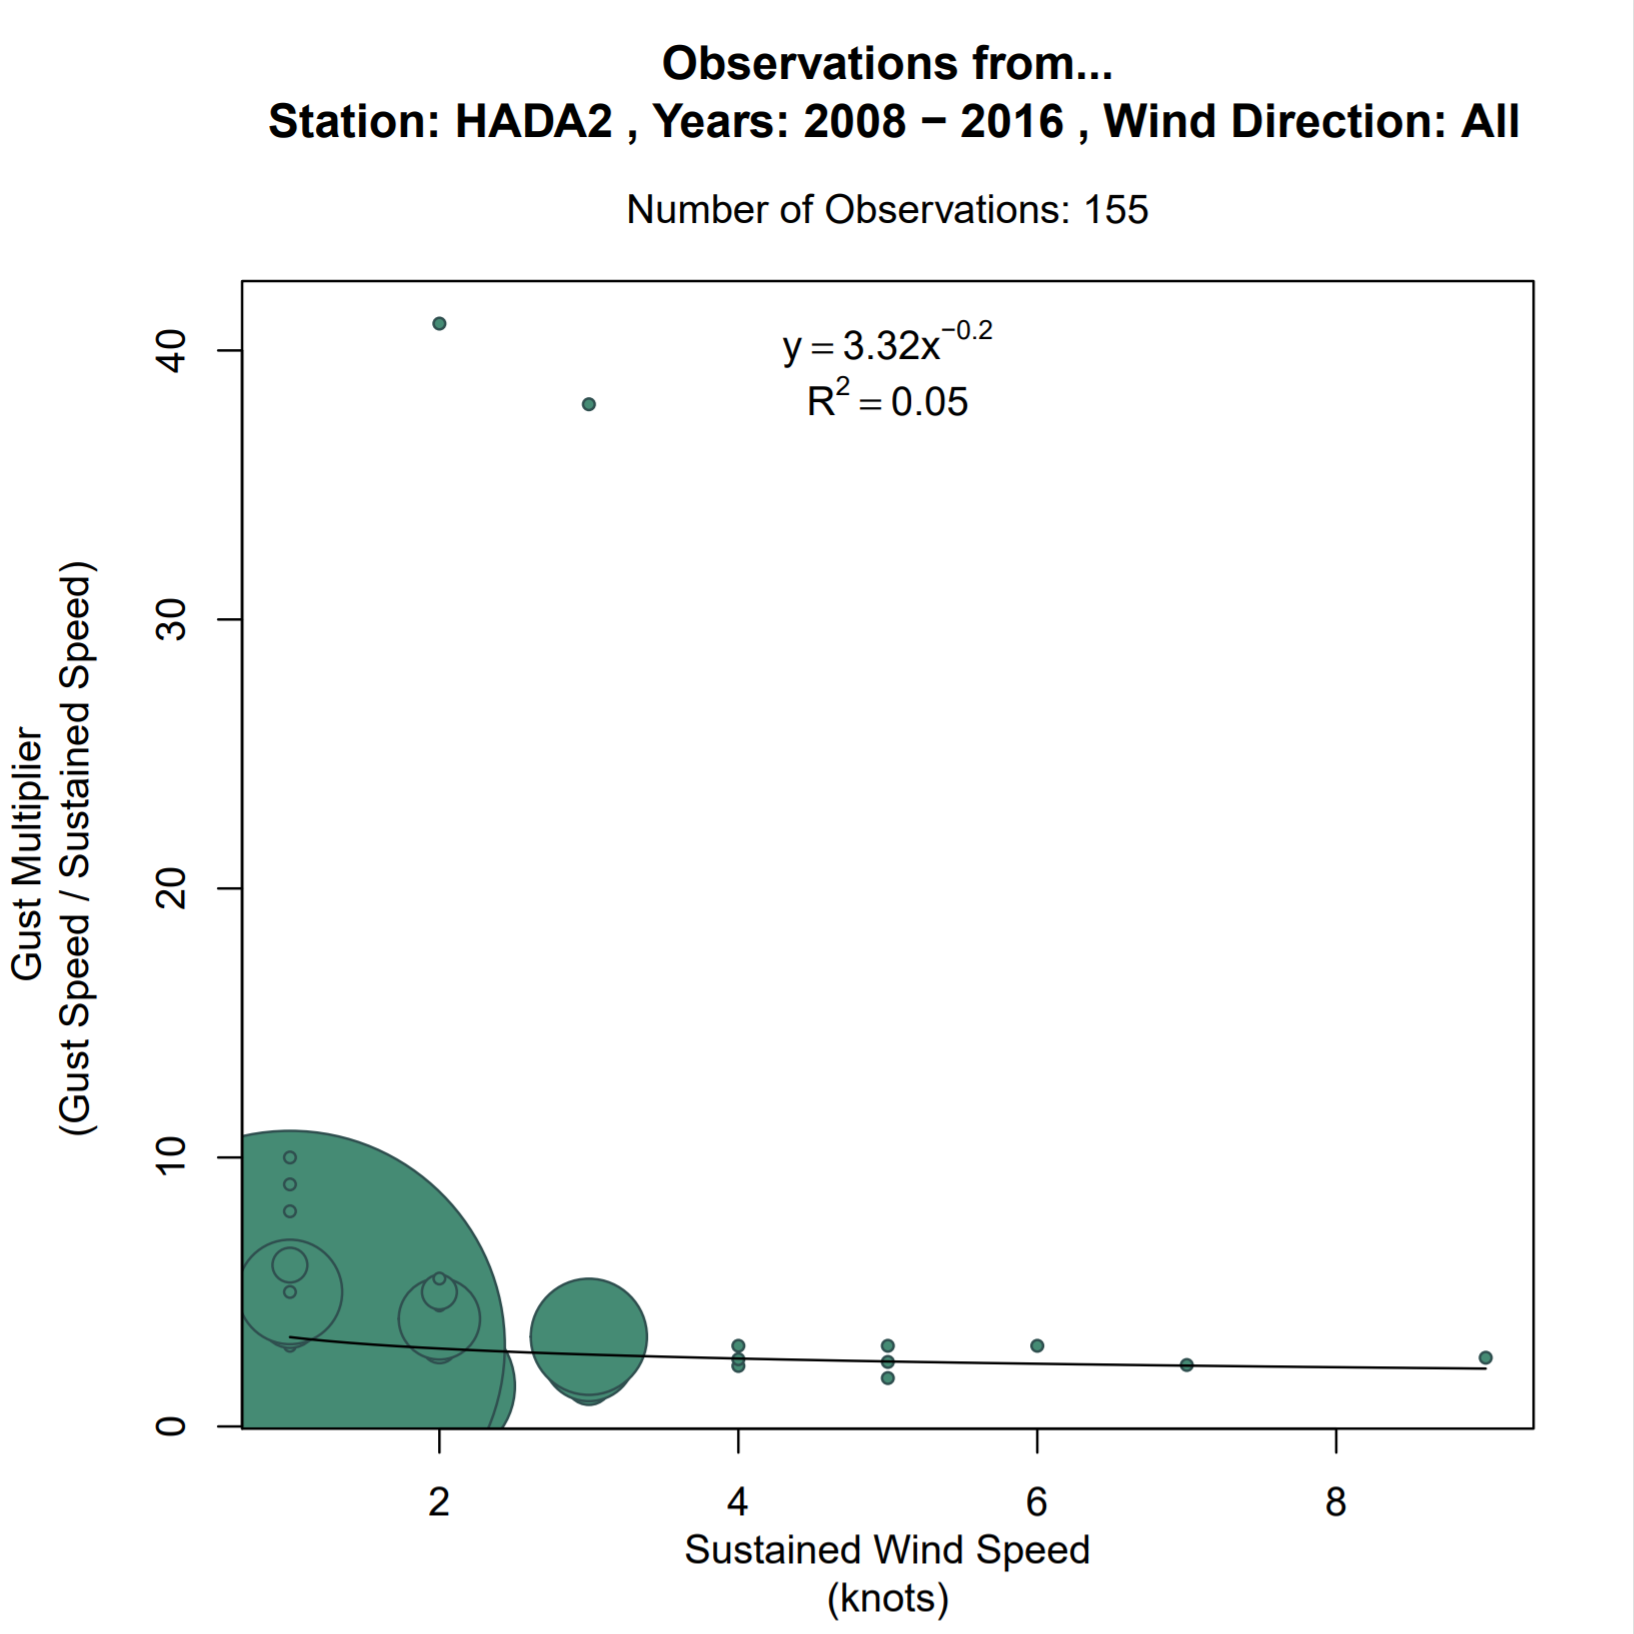 Observations from...
Station: HADA2 , Years: 2008 − 2016 , Wind Direction: All
Number of Observations: 155
y = 3.32x^−0.2
R^2 = 0.05
40
30
20
10
0
Gust Multiplier
(Gust Speed / Sustained Speed)
2 4 6 8
Sustained Wind Speed
(knots)